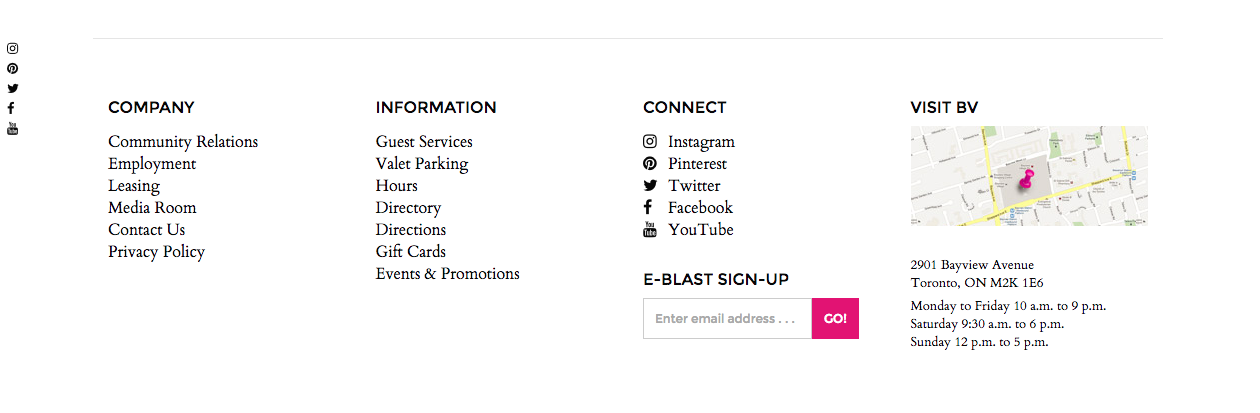 COMPANY
Community Relations
Employment
Leasing
Media Room
Contact Us
Privacy Policy
INFORMATION
Guest Services
Valet Parking
Hours
Directory
Directions
Gift Cards
Events & Promotions
CONNECT
Instagram
Pinterest
Twitter
Facebook
YouTube
E-BLAST SIGN-UP
Enter email address . . .
GO!
VISIT BV
2901 Bayview Avenue
Toronto, ON M2K 1E6
Monday to Friday 10 a.m. to 9 p.m.
Saturday 9:30 a.m. to 6 p.m.
Sunday 12 p.m. to 5 p.m.